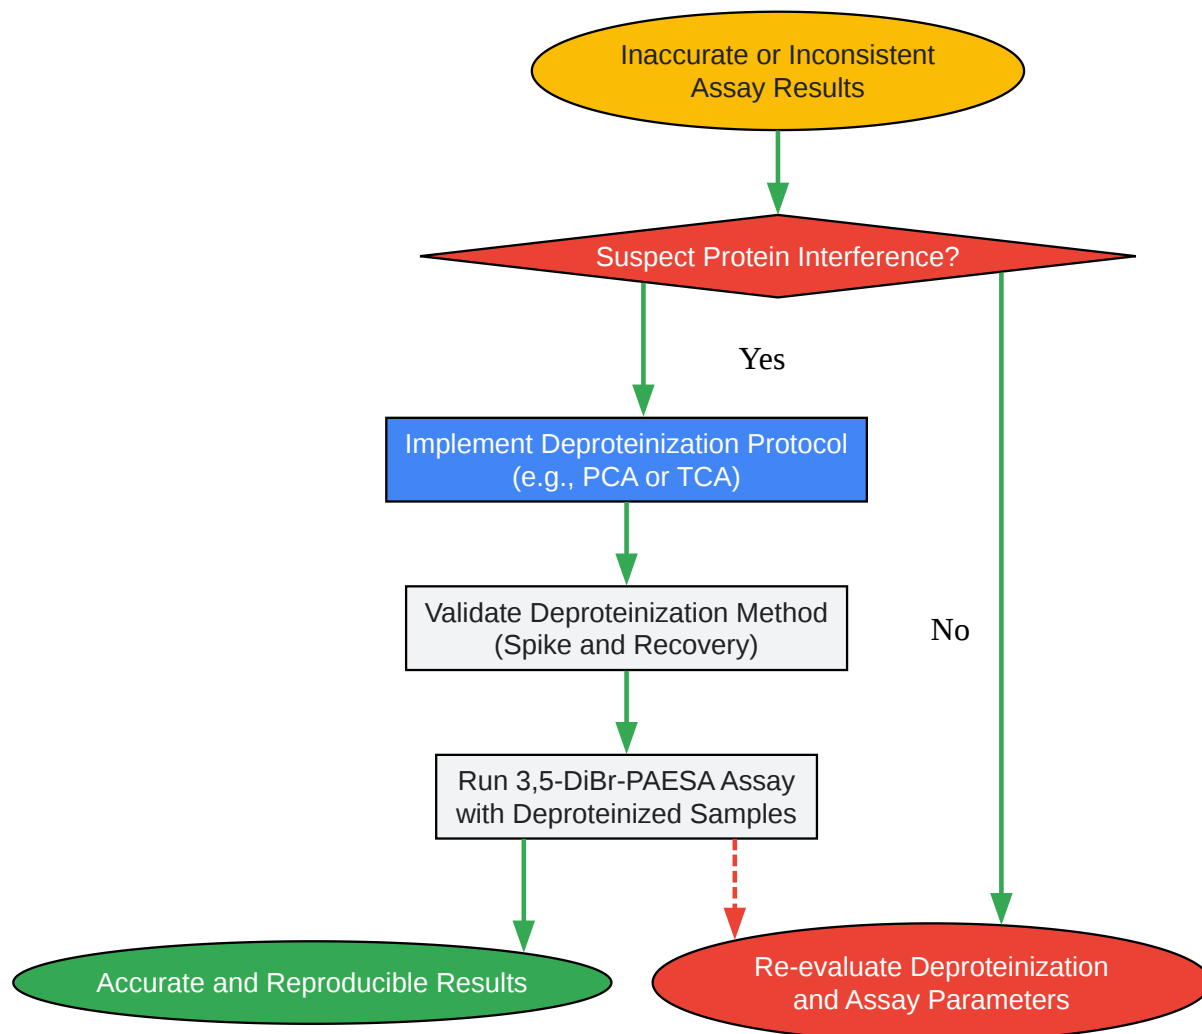 Inaccurate or Inconsistent
Assay Results
Suspect Protein Interference?
Yes
Implement Deproteinization Protocol
(e.g., PCA or TCA)
Validate Deproteinization Method
(Spike and Recovery)
No
Run 3,5-DiBr-PAESA Assay
with Deproteinized Samples
Accurate and Reproducible Results
Re-evaluate Deproteinization
and Assay Parameters